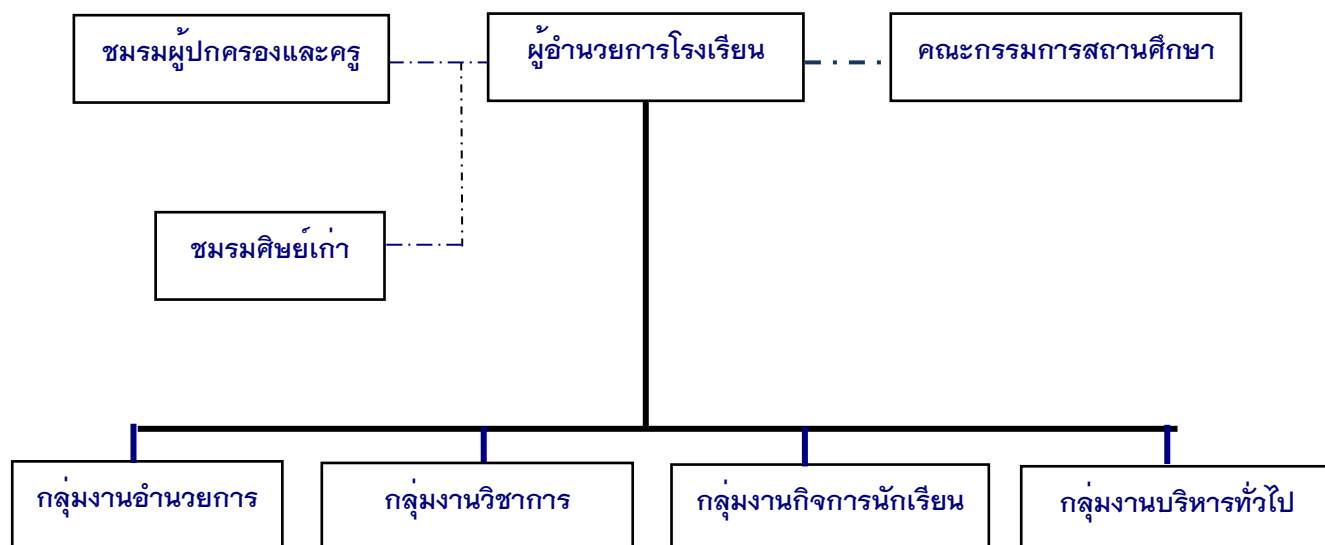 ชมรมผู้ปกครองและครู
ผู้อำนวยการโรงเรียน
คณะกรรมการสถานศึกษา
ชมรมศิษย์เก่า
กลุ่มงานอำนวยการ
กลุ่มงานวิชาการ
กลุ่มงานกิจการนักเรียน
กลุ่มงานบริหารทั่วไป